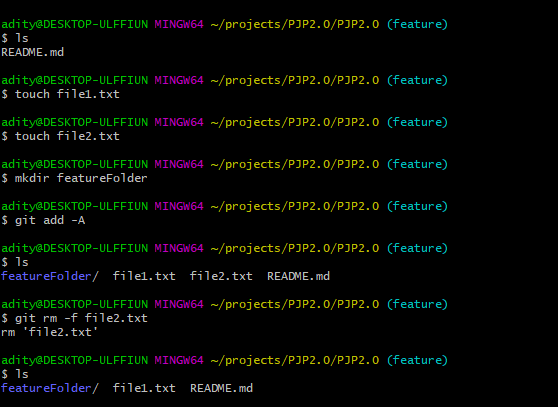 adity@DESKTOP-ULFFIUN MINGW64 ~/projects/PJP2.0/PJP2.0 (feature)
$ ls
README.md
adity@DESKTOP-ULFFIUN MINGW64 ~/projects/PJP2.0/PJP2.0 (feature)
$ touch file1.txt
adity@DESKTOP-ULFFIUN MINGW64 ~/projects/PJP2.0/PJP2.0 (feature)
$ touch file2.txt
adity@DESKTOP-ULFFIUN MINGW64 ~/projects/PJP2.0/PJP2.0 (feature)
$ mkdir featureFolder
adity@DESKTOP-ULFFIUN MINGW64 ~/projects/PJP2.0/PJP2.0 (feature)
$ git add -A
adity@DESKTOP-ULFFIUN MINGW64 ~/projects/PJP2.0/PJP2.0 (feature)
$ ls
featureFolder/  file1.txt  file2.txt  README.md
adity@DESKTOP-ULFFIUN MINGW64 ~/projects/PJP2.0/PJP2.0 (feature)
$ git rm -f file2.txt
rm 'file2.txt'
adity@DESKTOP-ULFFIUN MINGW64 ~/projects/PJP2.0/PJP2.0 (feature)
$ ls
featureFolder/  file1.txt  README.md